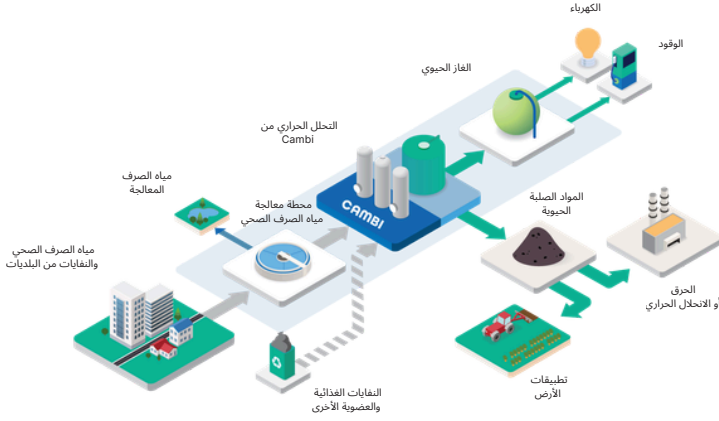 الكهرباء
الوقود
الغاز الحيوي
التحلل الحراري من
Cambi
مياه الصرف
المعالجة
محطة معالجة
مياه الصرف الصحي
CAMBI
المواد الصلبة
الحيوية
مياه الصرف الصحي
والنفايات من البلديات
الحرق
أو الانحلال الحراري
تطبيقات
الأرض
النفايات الغذائية
والعضوية الأخرى